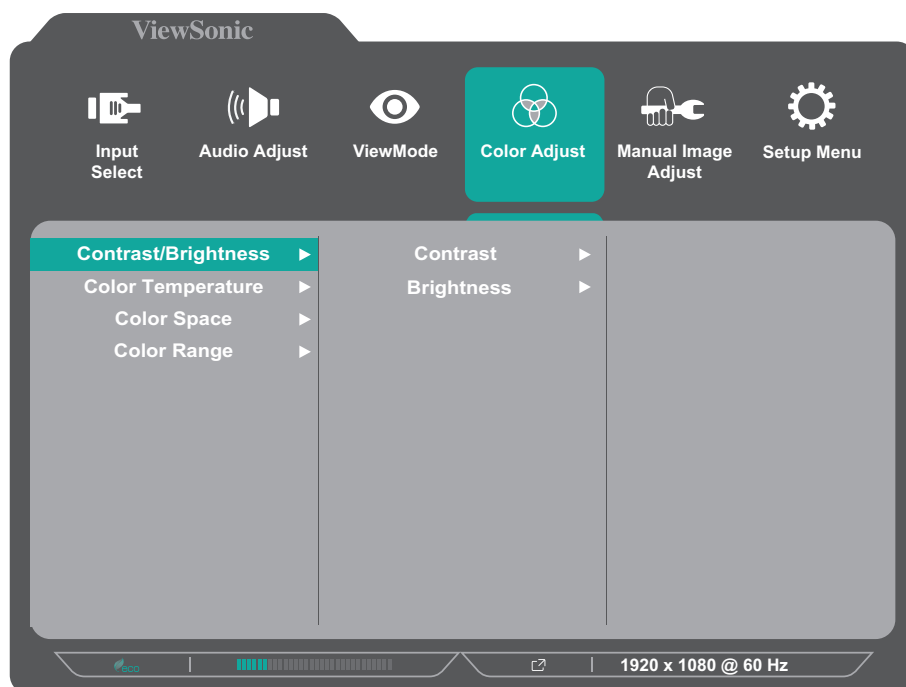 ViewSonic
Input Select
Audio Adjust
ViewMode
Color Adjust
Manual Image Adjust
Setup Menu
Contrast/Brightness
Color Temperature
Color Space
Color Range
Contrast
Brightness
eco
1920 x 1080 @ 60 Hz